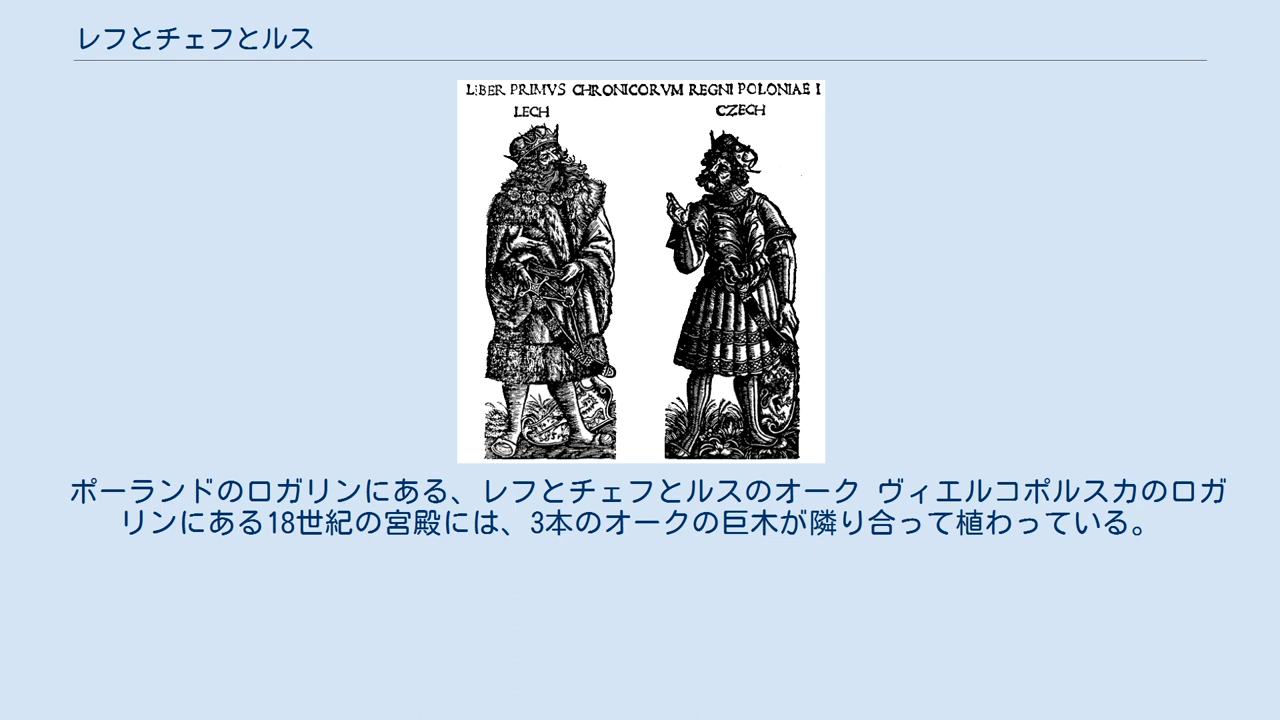 レフとチェフとルス
LIBER PRIMVS CHRONICORVM REGNI POLONIAE I
LECH CZECH
ポーランドのロガリンにある、レフとチェフとルスのオーク ヴィエルコポルスカのロガ
リンにある18世紀の宮殿には、3本のオークの巨木が隣り合って植わっている。